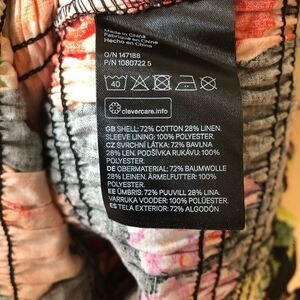 Made in China
Fabriqué en Chine
Hecho en China
O/N 147188
P/N 1080722 5
40
clevercare.info
GB SHELL: 72% COTTON 28% LINEN.
SLEEVE LINING: 100% POLYESTER.
CZ SVRCHNÍ LÁTKA: 72% BAVLNA
28% LEN. PODŠÍVKA RUKÁVU: 100%
POLYESTER.
DE OBERMATERIAL: 72% BAUMWOLLE
28% LEINEN. ÄRMELFUTTER: 100%
POLYESTER.
EE ÜMBRIS: 72% PUUVILL 28% LINA.
VARRUKA VOODER: 100% POLÜESTER.
ES TELA EXTERIOR: 72% ALGODÓN